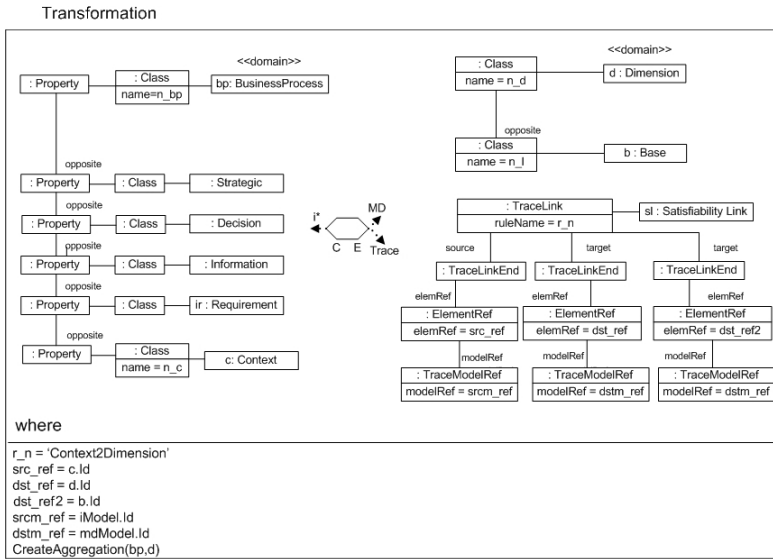 Transformation
<<domain>>
: Property
: Class
name=n_bp
bp: BusinessProcess
opposite
: Property
: Class
: Strategic
opposite
: Property
: Class
: Decision
opposite
: Property
: Class
: Information
opposite
: Property
: Class
ir : Requirement
opposite
: Property
: Class
name = n_c
c: Context
i*
MD
C
E
Trace
<<domain>>
: Class
name = n_d
d : Dimension
opposite
: Class
name = n_l
b : Base
: TraceLink
ruleName = r_n
sl : Satisfiability Link
source
target
target
: TraceLinkEnd
: TraceLinkEnd
: TraceLinkEnd
elemRef
elemRef
elemRef
: ElementRef
elemRef = src_ref
: ElementRef
elemRef = dst_ref
: ElementRef
elemRef = dst_ref2
modelRef
modelRef
modelRef
: TraceModelRef
modelRef = srcm_ref
: TraceModelRef
modelRef = dstm_ref
: TraceModelRef
modelRef = dstm_ref
where
r_n = 'Context2Dimension'
src_ref = c.Id
dst_ref = d.Id
dst_ref2 = b.Id
srcm_ref = iModel.Id
dstm_ref = mdModel.Id
CreateAggregation(bp,d)